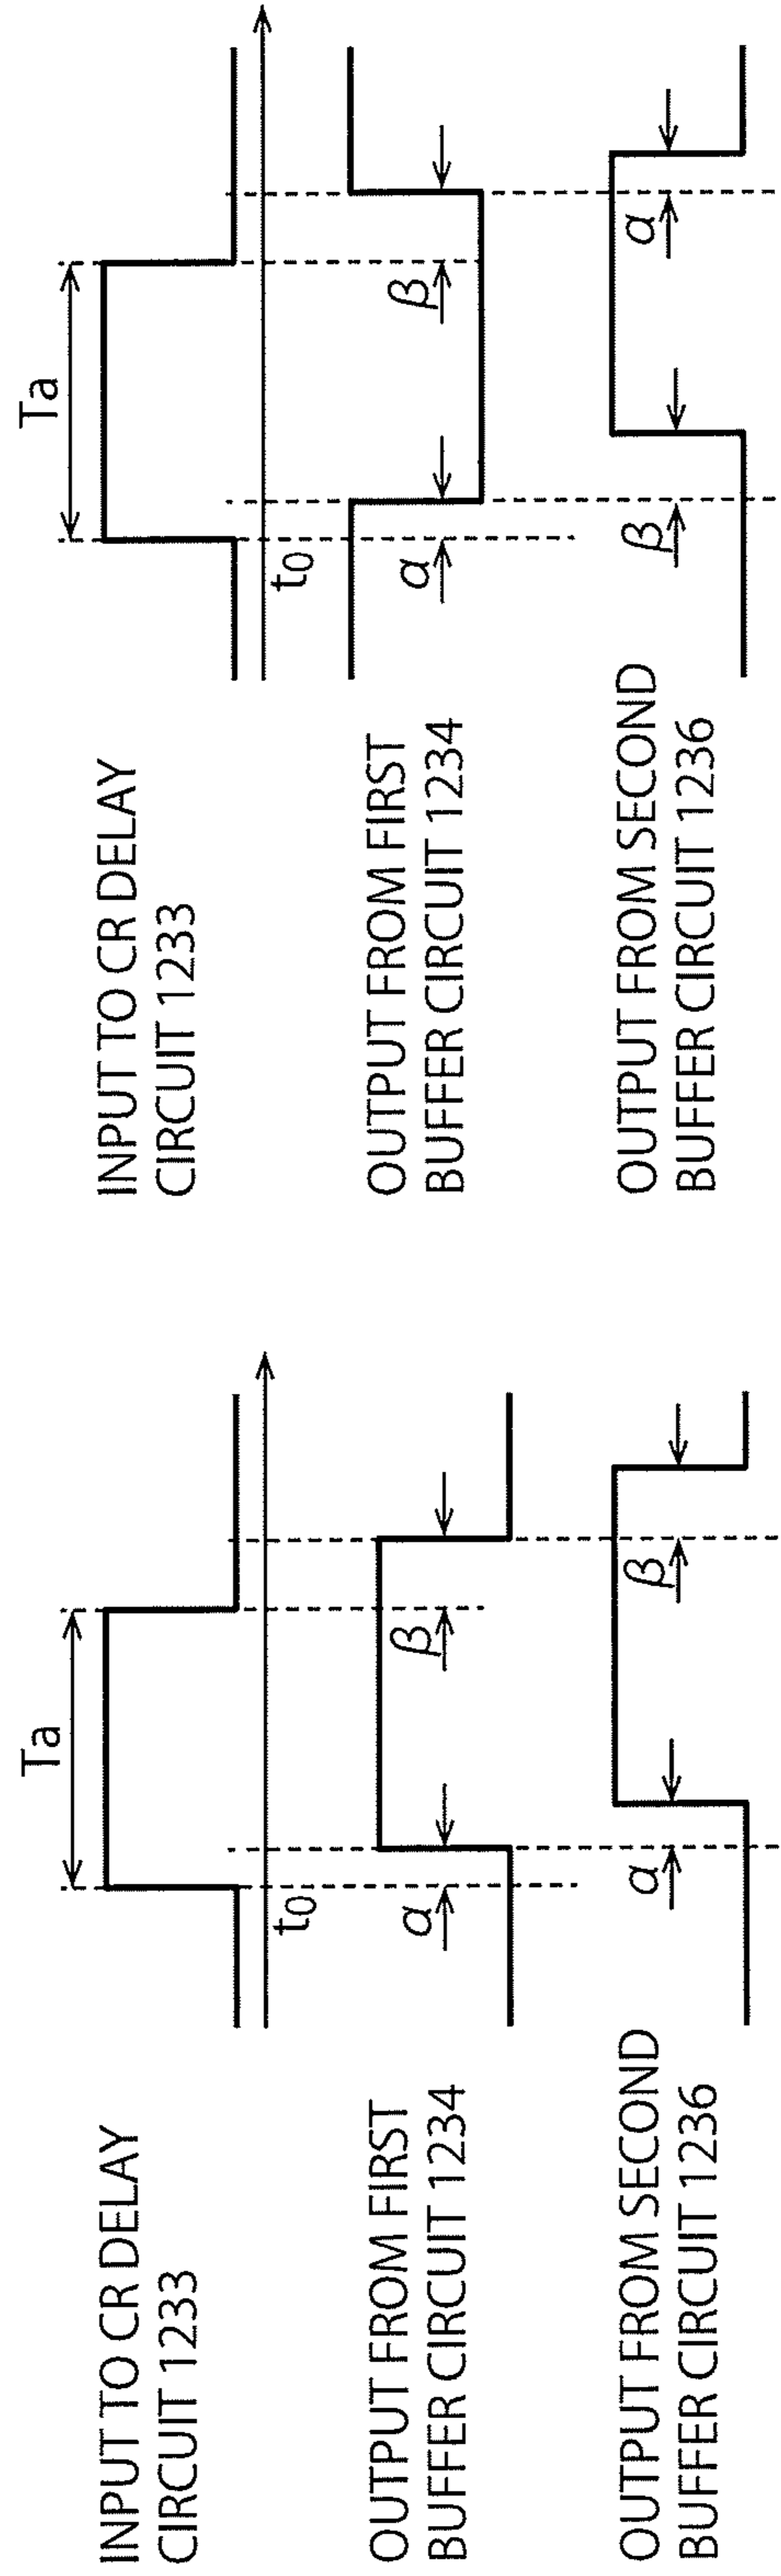 Ta
INPUT TO CR DELAY
CIRCUIT 1233
t₀
OUTPUT FROM FIRST
BUFFER CIRCUIT 1234
α
β
OUTPUT FROM SECOND
BUFFER CIRCUIT 1236
α
β
Ta
INPUT TO CR DELAY
CIRCUIT 1233
t₀
OUTPUT FROM FIRST
BUFFER CIRCUIT 1234
α
β
OUTPUT FROM SECOND
BUFFER CIRCUIT 1236
β
α